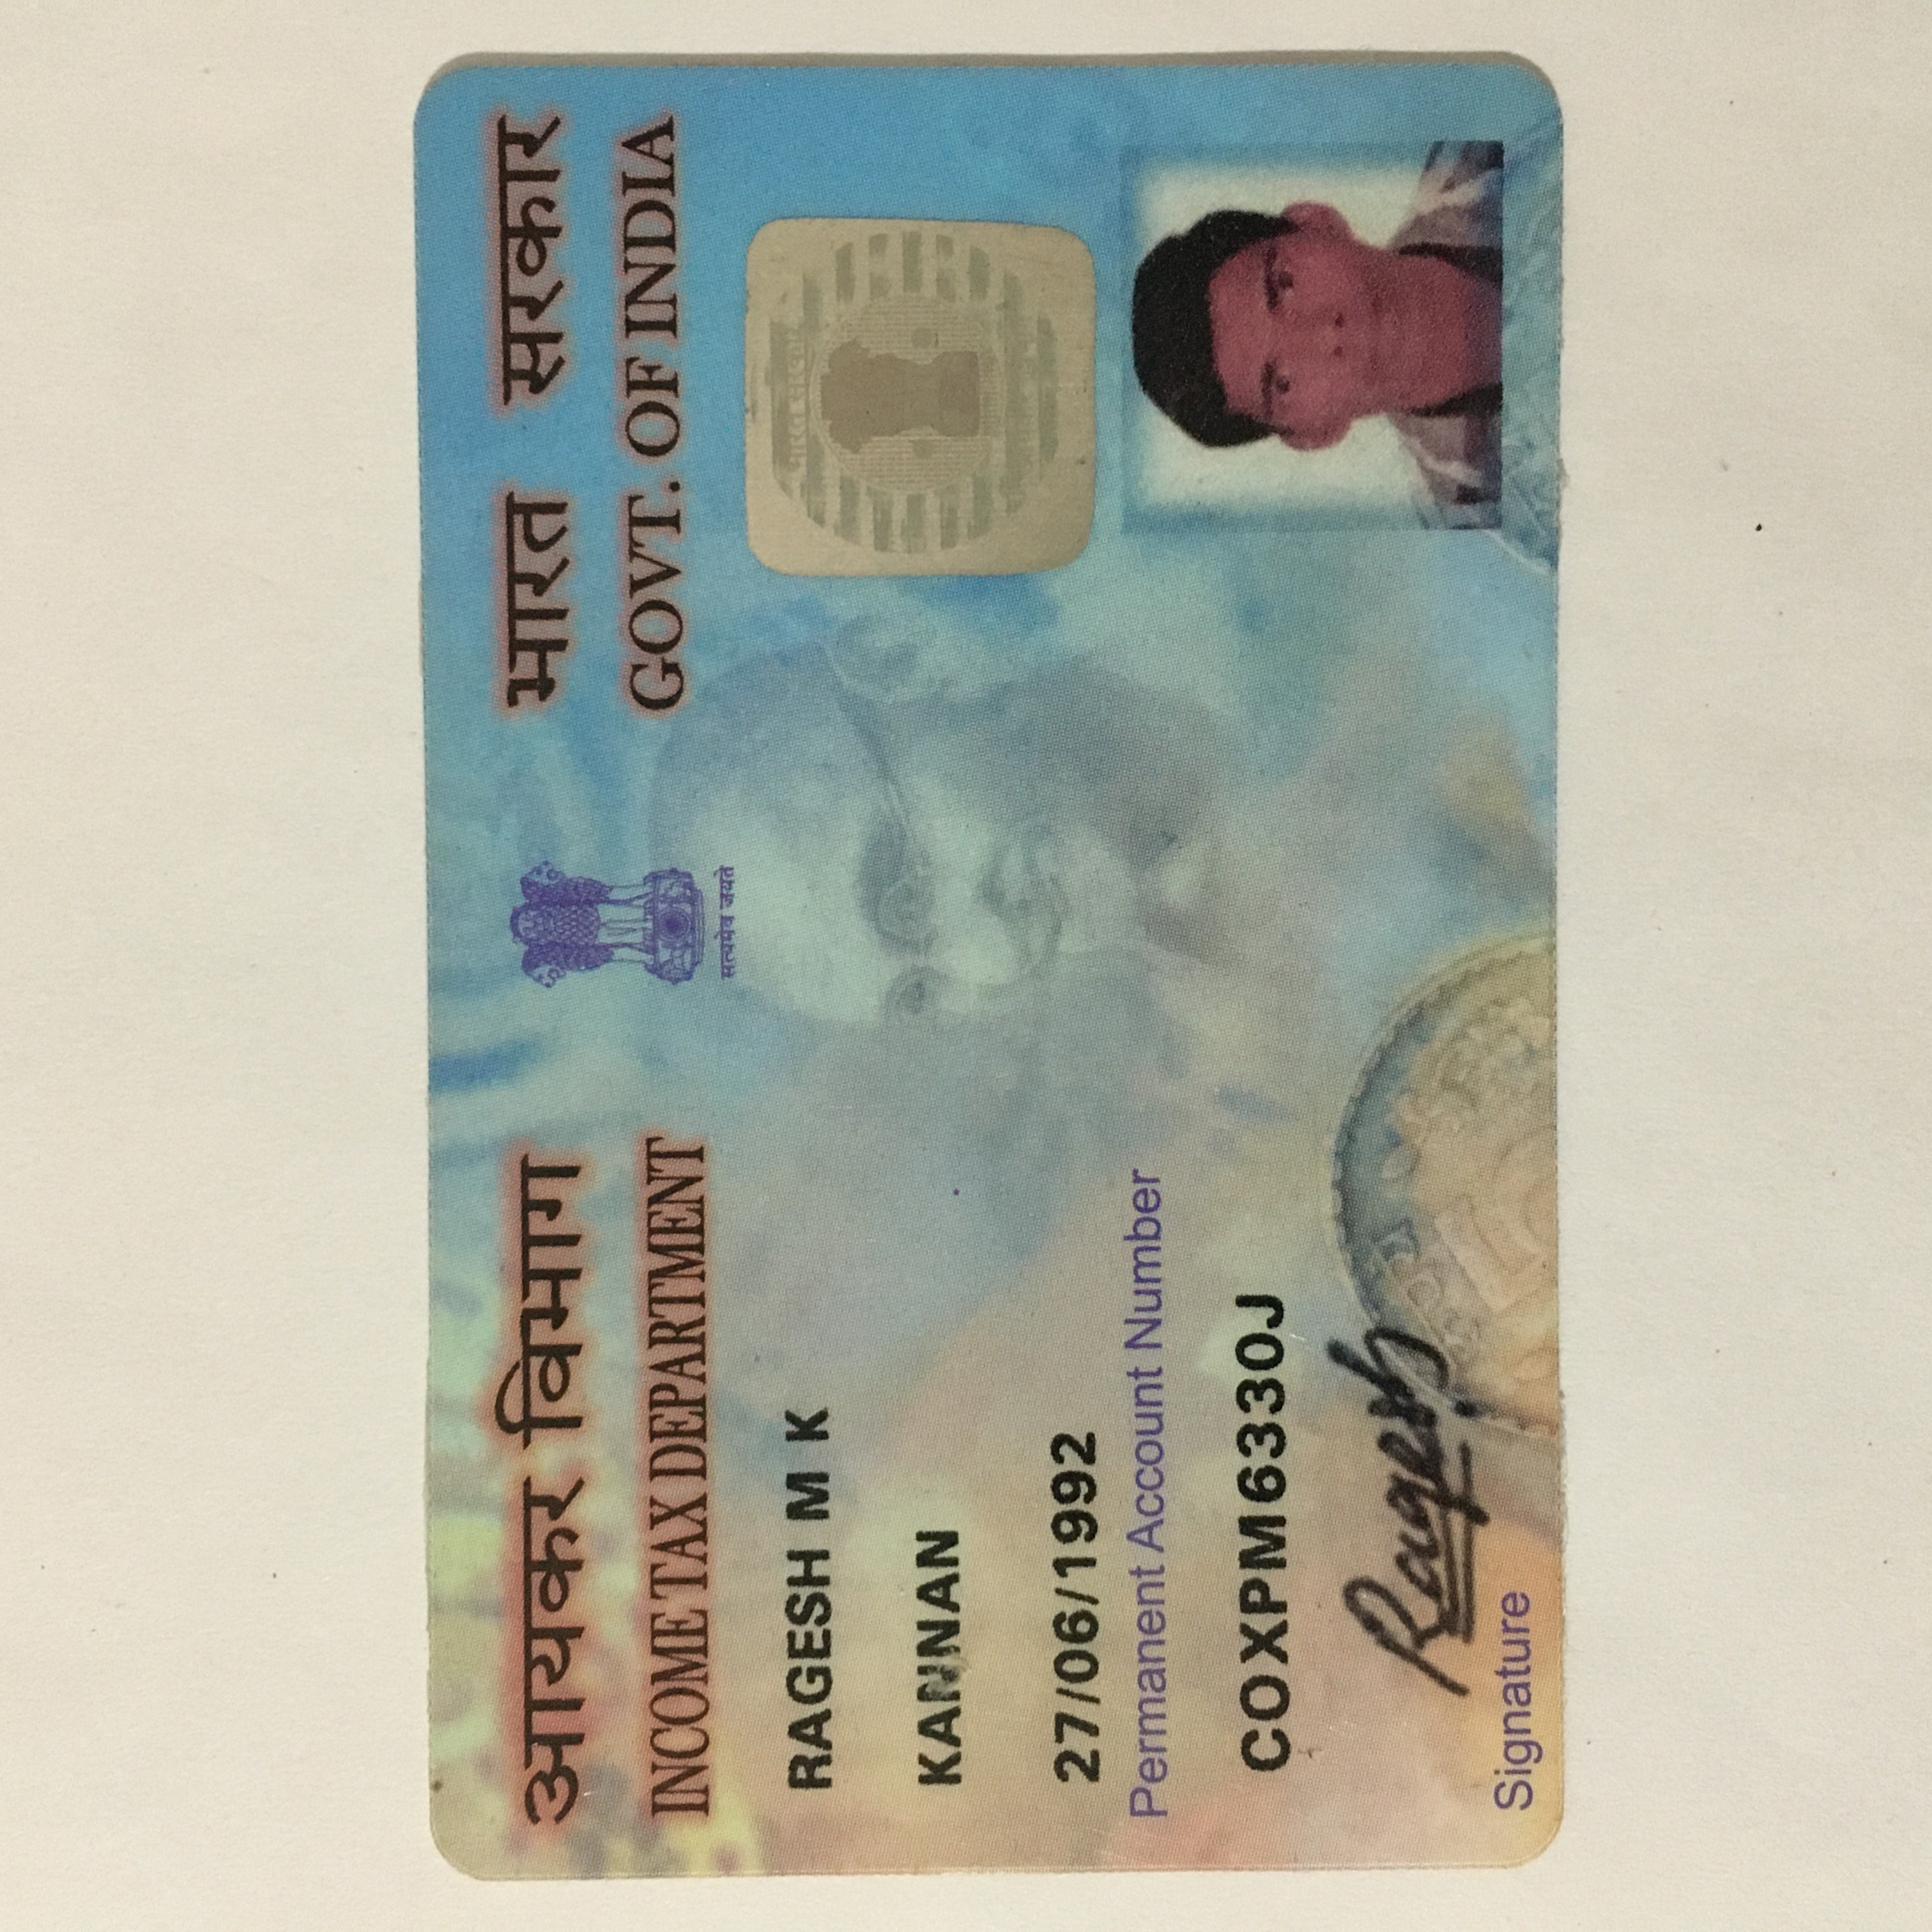 आयकर विभाग
INCOME TAX DEPARTMENT
सत्यमेव जयते
भारत सरकार
GOVT. OF INDIA
RAGESH M K
KANNAN
27/06/1992
Permanent Account Number
COXPM6330J
Ragesh
Signature